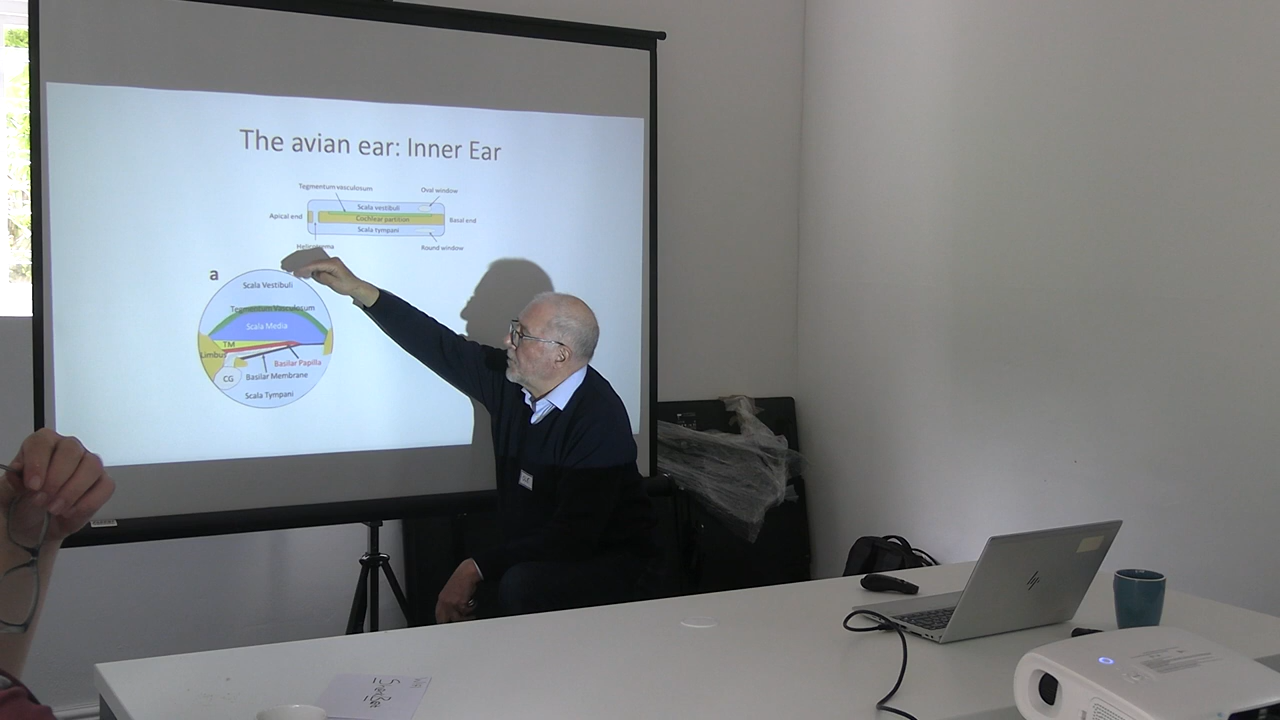 The avian ear: Inner Ear
Tegmentum vasculosum
Oval window
Scala vestibuli
Apical end
Cochlear partition
Basal end
Scala tympani
Helicotrema
Round window
a
Scala Vestibuli
Tegmentum Vasculosum
Scala Media
TM
Limbus
Basilar Papilla
CG
Basilar Membrane
Scala Tympani
hp